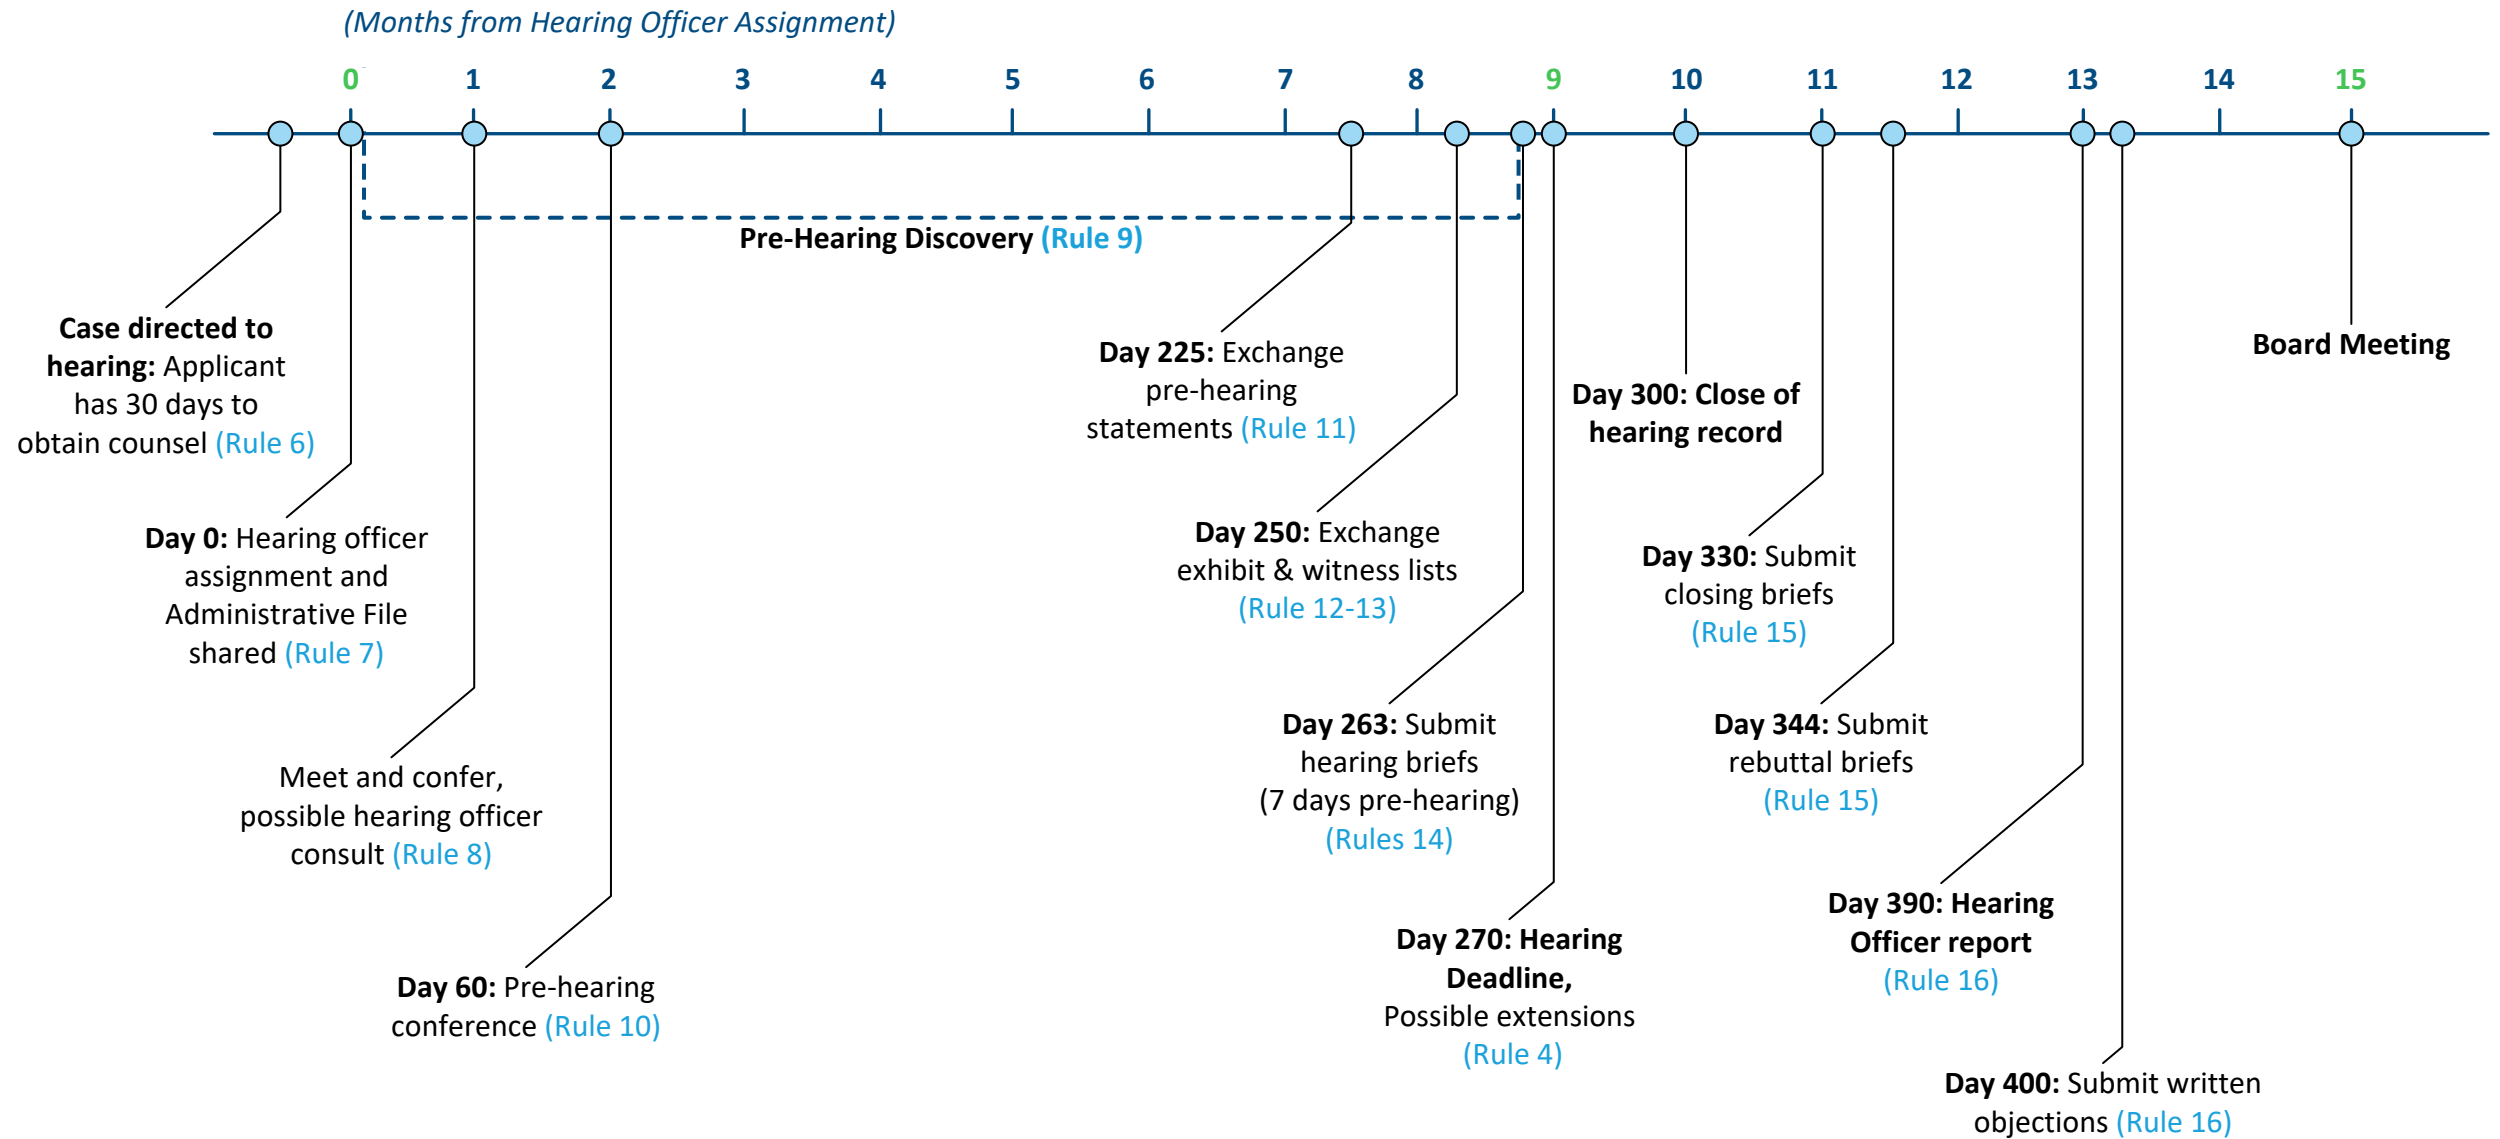 (Months from Hearing Officer Assignment)
0 1 2 3 4 5 6 7 8 9 10 11 12 13 14 15
Pre-Hearing Discovery (Rule 9)
Case directed to
hearing: Applicant
has 30 days to
obtain counsel (Rule 6)
Day 0: Hearing officer
assignment and
Administrative File
shared (Rule 7)
Meet and confer,
possible hearing officer
consult (Rule 8)
Day 60: Pre-hearing
conference (Rule 10)
Day 225: Exchange
pre-hearing
statements (Rule 11)
Day 250: Exchange
exhibit & witness lists
(Rule 12-13)
Day 263: Submit
hearing briefs
(7 days pre-hearing)
(Rules 14)
Day 270: Hearing
Deadline,
Possible extensions
(Rule 4)
Day 300: Close of
hearing record
Day 330: Submit
closing briefs
(Rule 15)
Day 344: Submit
rebuttal briefs
(Rule 15)
Day 390: Hearing
Officer report
(Rule 16)
Day 400: Submit written
objections (Rule 16)
Board Meeting